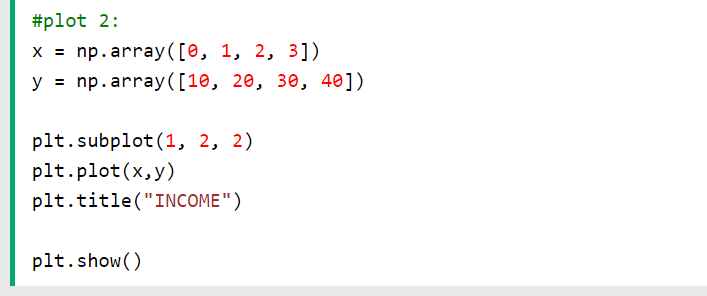 #plot 2:
x = np.array([0, 1, 2, 3])
y = np.array([10, 20, 30, 40])
plt.subplot(1, 2, 2)
plt.plot(x,y)
plt.title("INCOME")
plt.show()